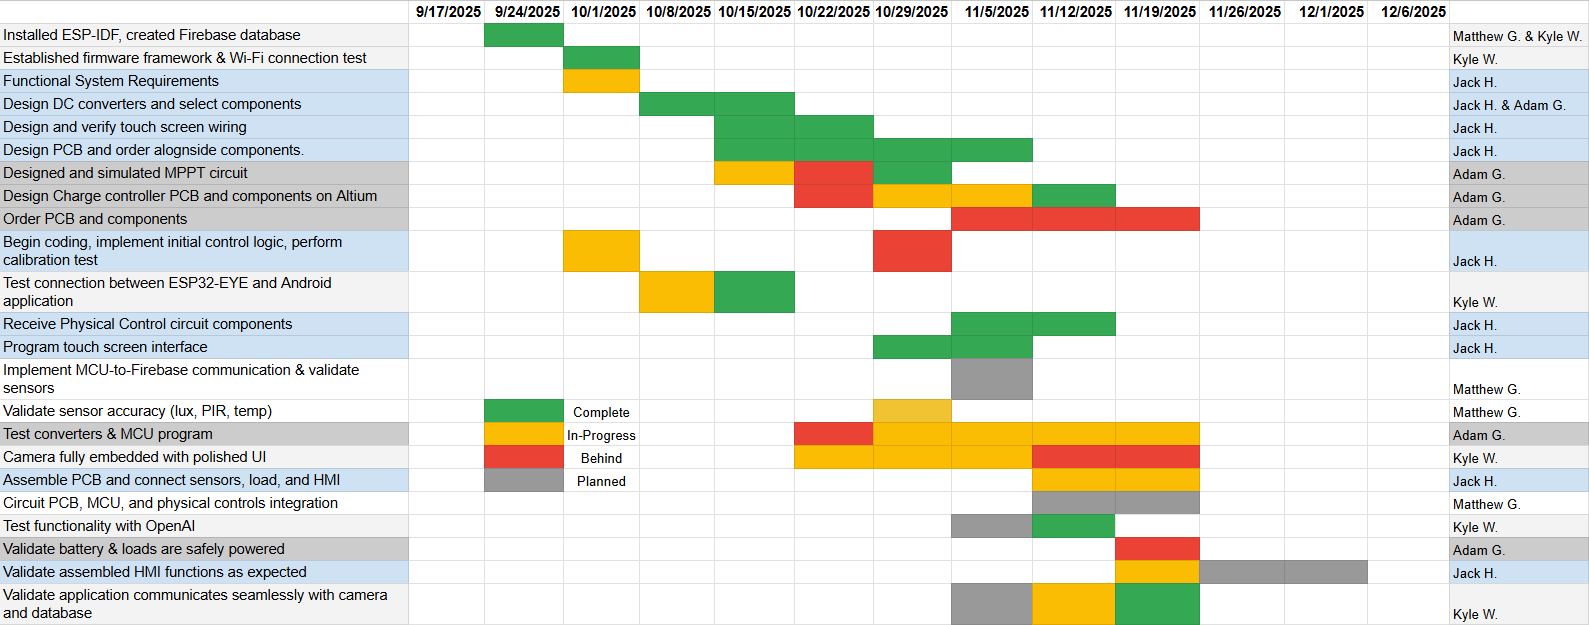 9/17/2025 9/24/2025 10/1/2025 10/8/2025 10/15/2025 10/22/2025 10/29/2025 11/5/2025 11/12/2025 11/19/2025 11/26/2025 12/1/2025 12/6/2025
Installed ESP-IDF, created Firebase database Matthew G. & Kyle W.
Established firmware framework & Wi-Fi connection test Kyle W.
Functional System Requirements Jack H.
Design DC converters and select components Jack H. & Adam G.
Design and verify touch screen wiring Jack H.
Design PCB and order alognside components. Jack H.
Designed and simulated MPPT circuit Adam G.
Design Charge controller PCB and components on Altium Adam G.
Order PCB and components Adam G.
Begin coding, implement initial control logic, perform
calibration test Jack H.
Test connection between ESP32-EYE and Android
application Kyle W.
Receive Physical Control circuit components Jack H.
Program touch screen interface Jack H.
Implement MCU-to-Firebase communication & validate
sensors Matthew G.
Validate sensor accuracy (lux, PIR, temp) Complete Matthew G.
Test converters & MCU program In-Progress Adam G.
Camera fully embedded with polished UI Behind Kyle W.
Assemble PCB and connect sensors, load, and HMI Planned Jack H.
Circuit PCB, MCU, and physical controls integration Matthew G.
Test functionality with OpenAI Kyle W.
Validate battery & loads are safely powered Adam G.
Validate assembled HMI functions as expected Jack H.
Validate application communicates seamlessly with camera
and database Kyle W.